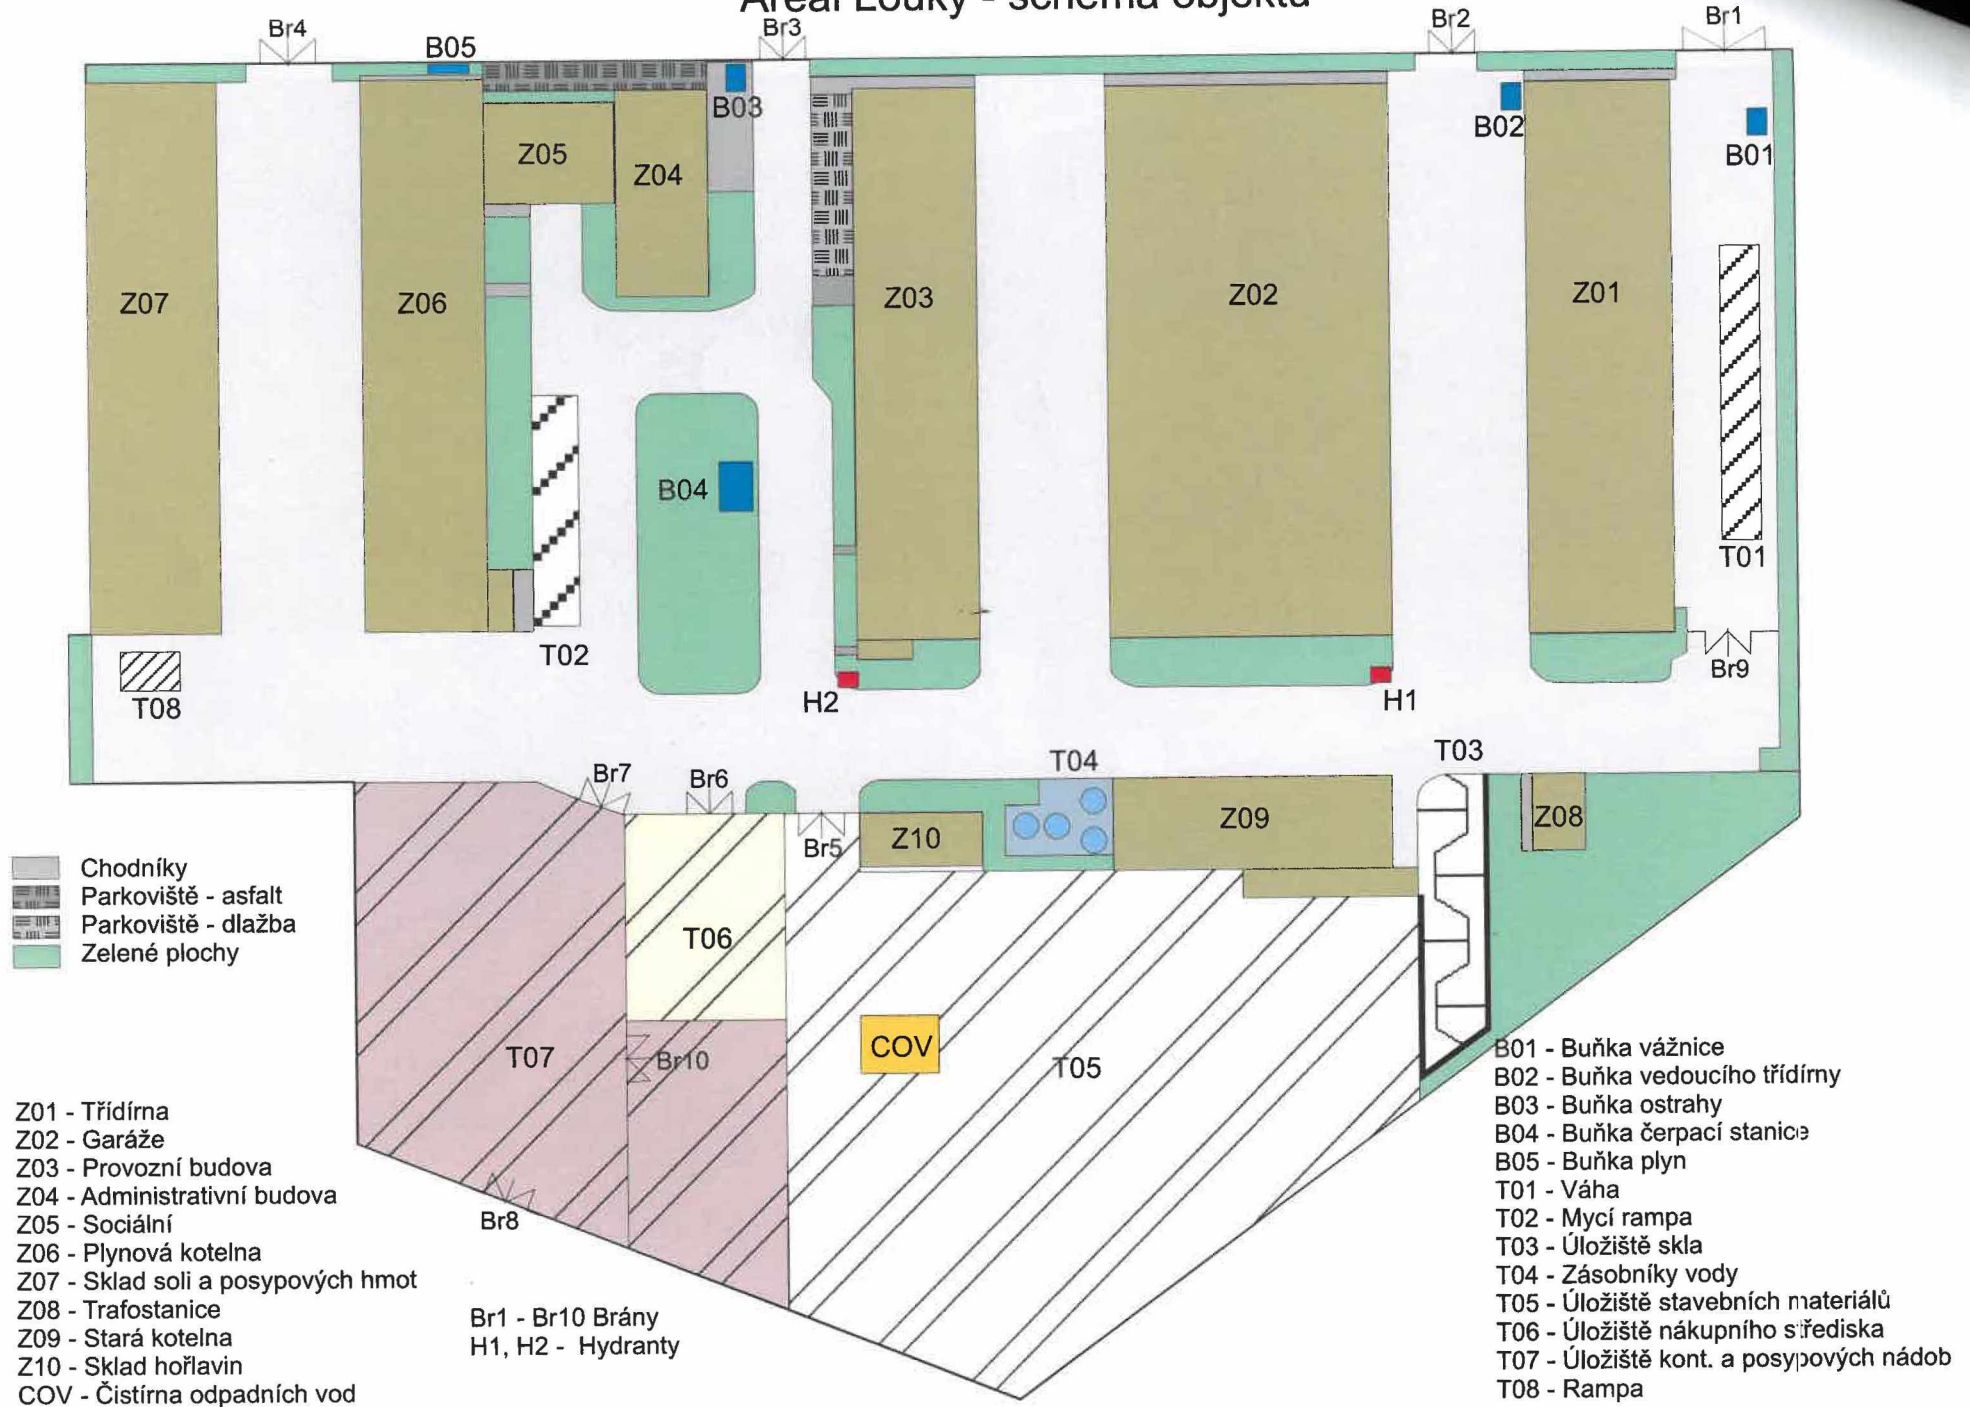 Areál Louky - schéma objektů
Br4
Br3
Br2
Br1
B05
B03
B02
B01
Z05
Z04
Z07
Z06
Z03
Z02
Z01
B04
T01
T02
T08
H2
H1
Br9
T03
T04
Br7
Br6
Br5
Z10
Z09
Z08
T06
T07
Br10
COV
T05
Br8
Chodníky
Parkoviště - asfalt
Parkoviště - dlažba
Zelené plochy
Z01 - Třídírna
Z02 - Garáže
Z03 - Provozní budova
Z04 - Administrativní budova
Z05 - Sociální
Z06 - Plynová kotelna
Z07 - Sklad soli a posypových hmot
Z08 - Trafostanice
Z09 - Stará kotelna
Z10 - Sklad hořlavin
COV - Čistírna odpadních vod
Br1 - Br10 Brány
H1, H2 - Hydranty
B01 - Buňka vážnice
B02 - Buňka vedoucího třídírny
B03 - Buňka ostrahy
B04 - Buňka čerpací stanice
B05 - Buňka plyn
T01 - Váha
T02 - Mycí rampa
T03 - Úložiště skla
T04 - Zásobníky vody
T05 - Úložiště stavebních materiálů
T06 - Úložiště nákupního střediska
T07 - Úložiště kont. a posypových nádob
T08 - Rampa